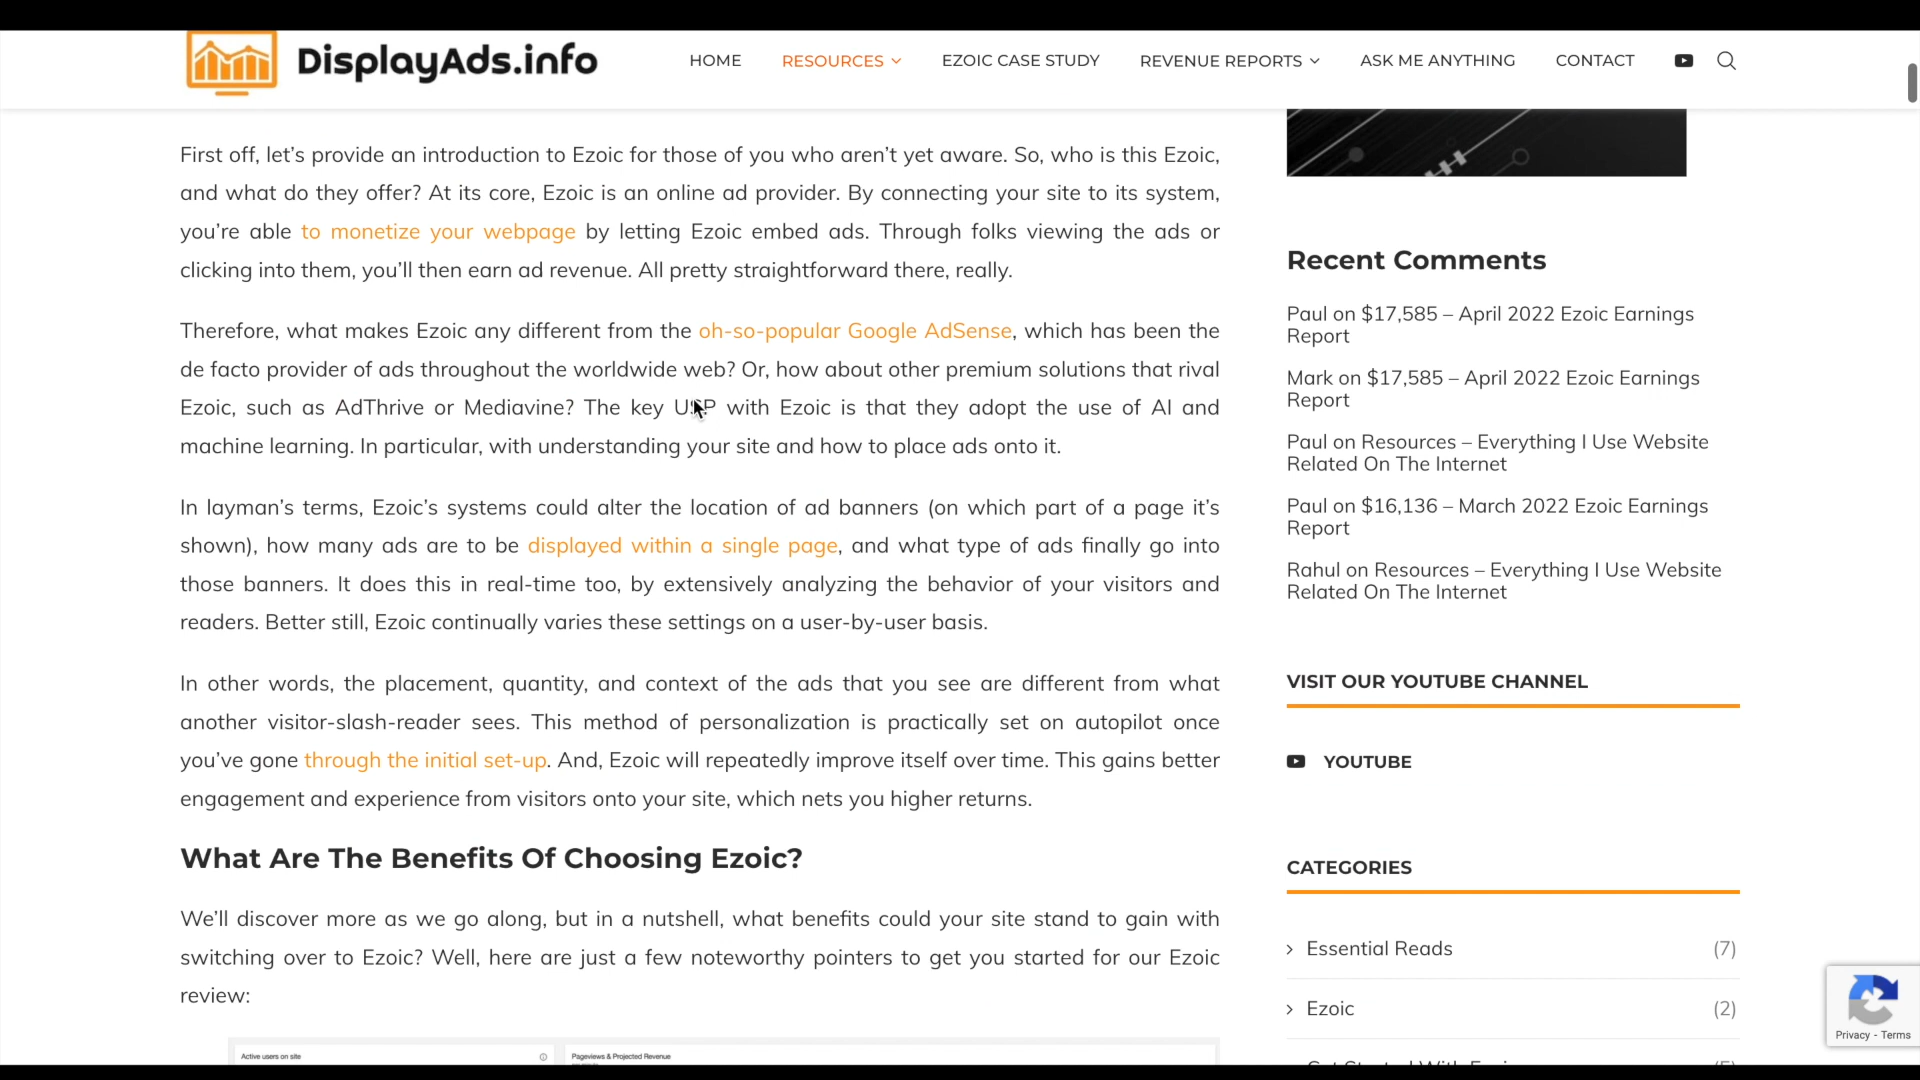 DisplayAds.info
HOME
RESOURCES
EZOIC CASE STUDY
REVENUE REPORTS
ASK ME ANYTHING
CONTACT
First off, let’s provide an introduction to Ezoic for those of you who aren’t yet aware. So, who is this Ezoic,
and what do they offer? At its core, Ezoic is an online ad provider. By connecting your site to its system,
you’re able to monetize your webpage by letting Ezoic embed ads. Through folks viewing the ads or
clicking into them, you’ll then earn ad revenue. All pretty straightforward there, really.
Therefore, what makes Ezoic any different from the oh-so-popular Google AdSense, which has been the
de facto provider of ads throughout the worldwide web? Or, how about other premium solutions that rival
Ezoic, such as AdThrive or Mediavine? The key USP with Ezoic is that they adopt the use of AI and
machine learning. In particular, with understanding your site and how to place ads onto it.
In layman’s terms, Ezoic’s systems could alter the location of ad banners (on which part of a page it’s
shown), how many ads are to be displayed within a single page, and what type of ads finally go into
those banners. It does this in real-time too, by extensively analyzing the behavior of your visitors and
readers. Better still, Ezoic continually varies these settings on a user-by-user basis.
In other words, the placement, quantity, and context of the ads that you see are different from what
another visitor-slash-reader sees. This method of personalization is practically set on autopilot once
you’ve gone through the initial set-up. And, Ezoic will repeatedly improve itself over time. This gains better
engagement and experience from visitors onto your site, which nets you higher returns.
What Are The Benefits Of Choosing Ezoic?
We’ll discover more as we go along, but in a nutshell, what benefits could your site stand to gain with
switching over to Ezoic? Well, here are just a few noteworthy pointers to get you started for our Ezoic
review:
Active users on site
Pageviews & Projected Revenue
Recent Comments
Paul on $17,585 – April 2022 Ezoic Earnings
Report
Mark on $17,585 – April 2022 Ezoic Earnings
Report
Paul on Resources – Everything I Use Website
Related On The Internet
Paul on $16,136 – March 2022 Ezoic Earnings
Report
Rahul on Resources – Everything I Use Website
Related On The Internet
VISIT OUR YOUTUBE CHANNEL
YOUTUBE
CATEGORIES
Essential Reads (7)
Ezoic (2)
Privacy - Terms